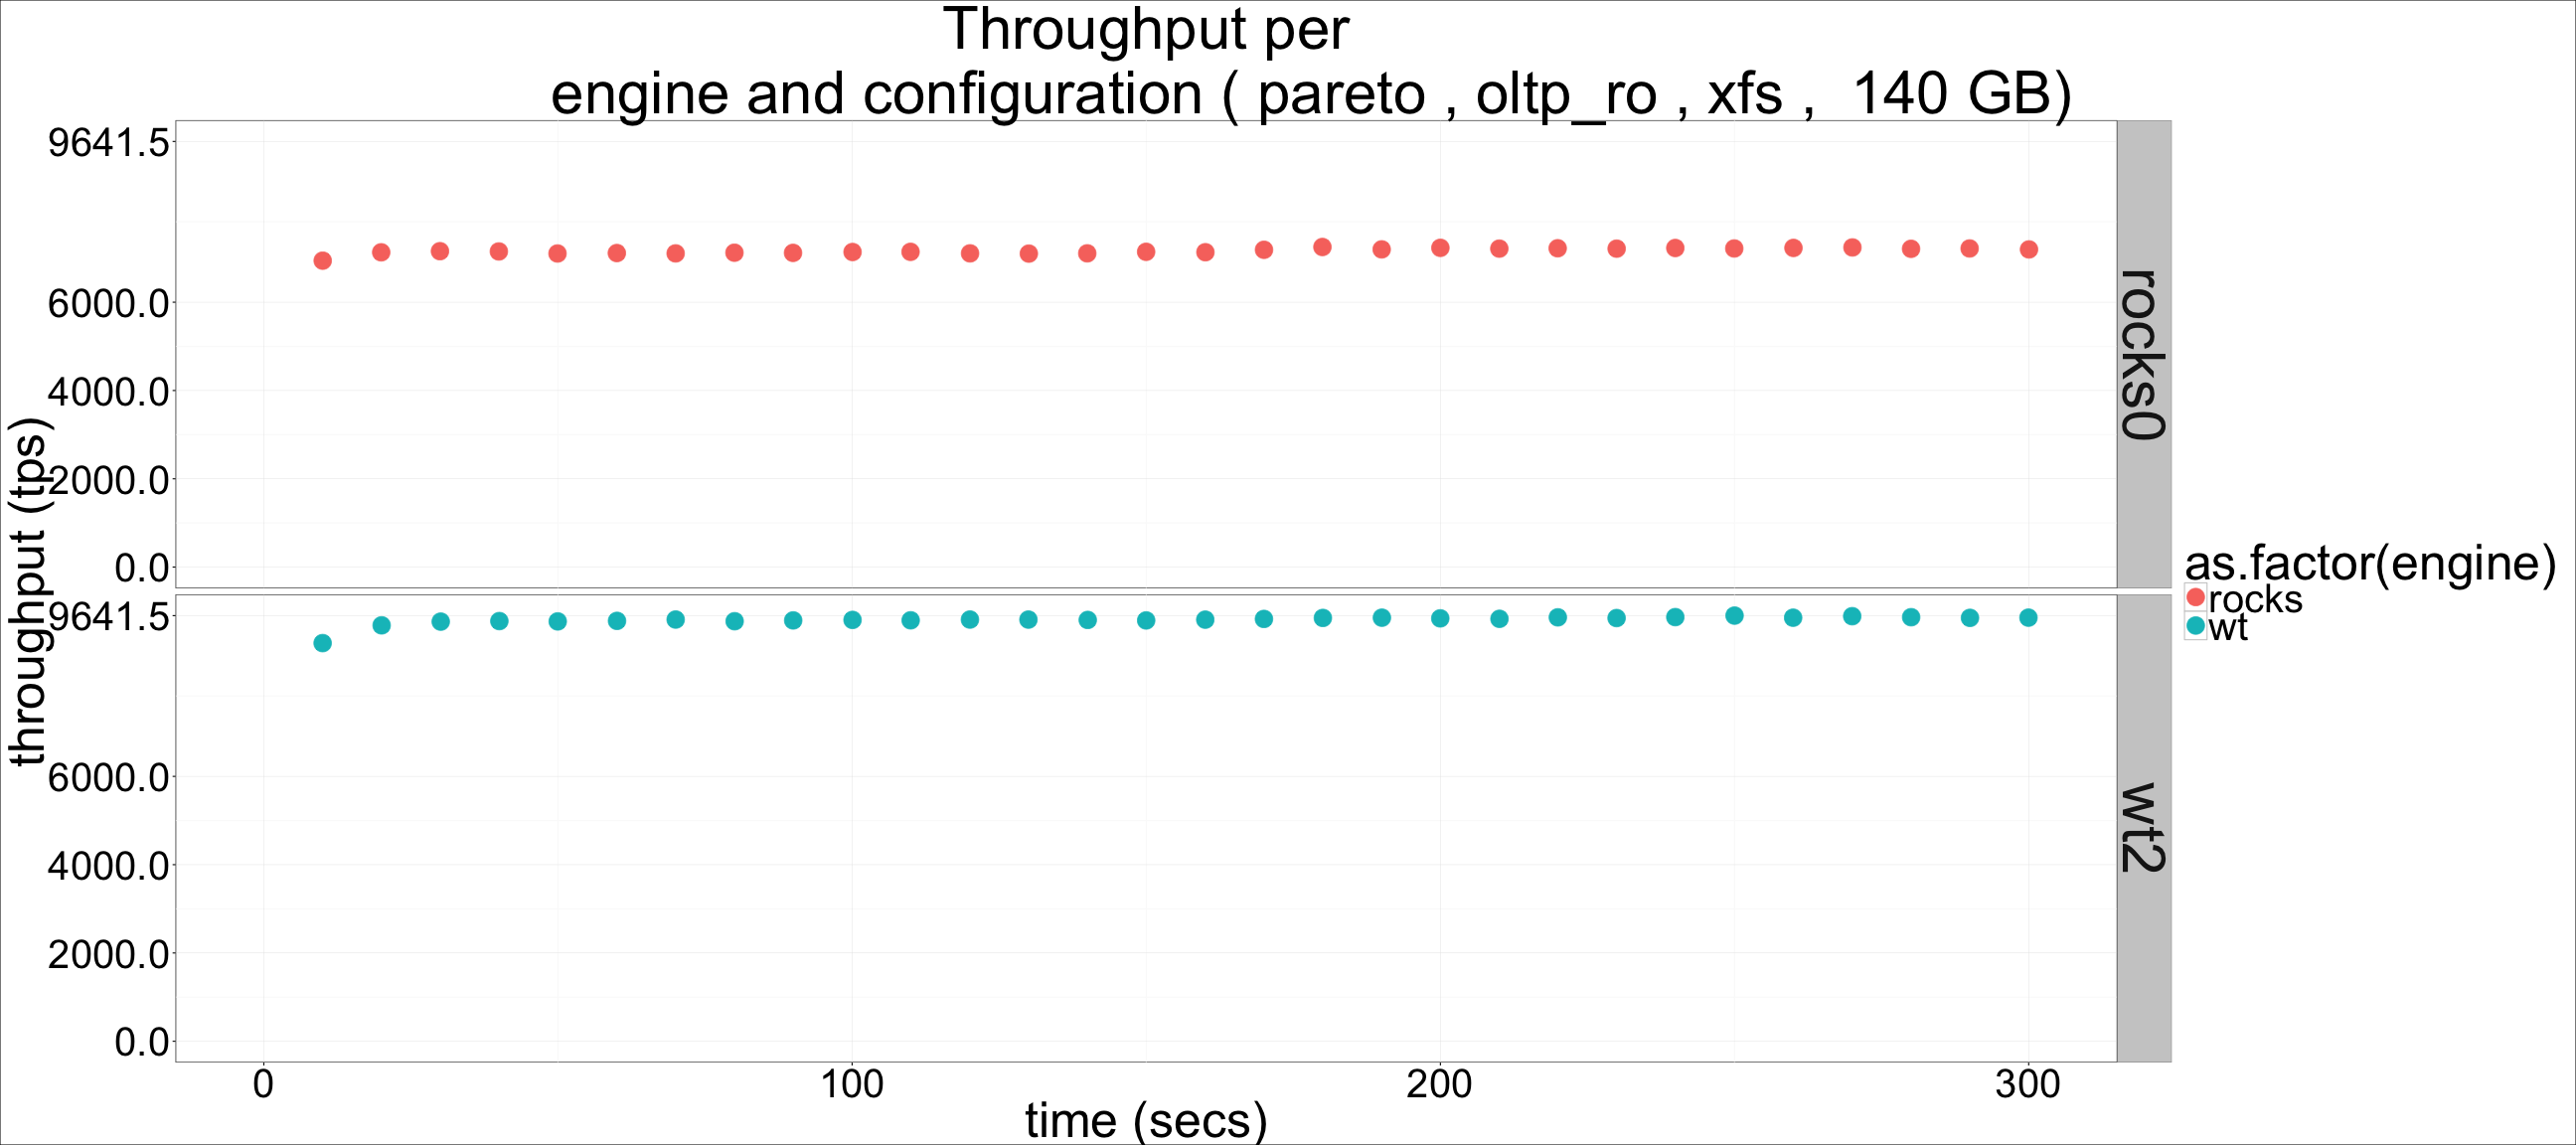 Throughput per
engine and configuration ( pareto , oltp_ro , xfs ,  140 GB)
throughput (tps)
9641.5
6000.0
4000.0
2000.0
0.0
rocks0
9641.5
6000.0
4000.0
2000.0
0.0
wt2
0 100 200 300
time (secs)
as.factor(engine)
rocks
wt